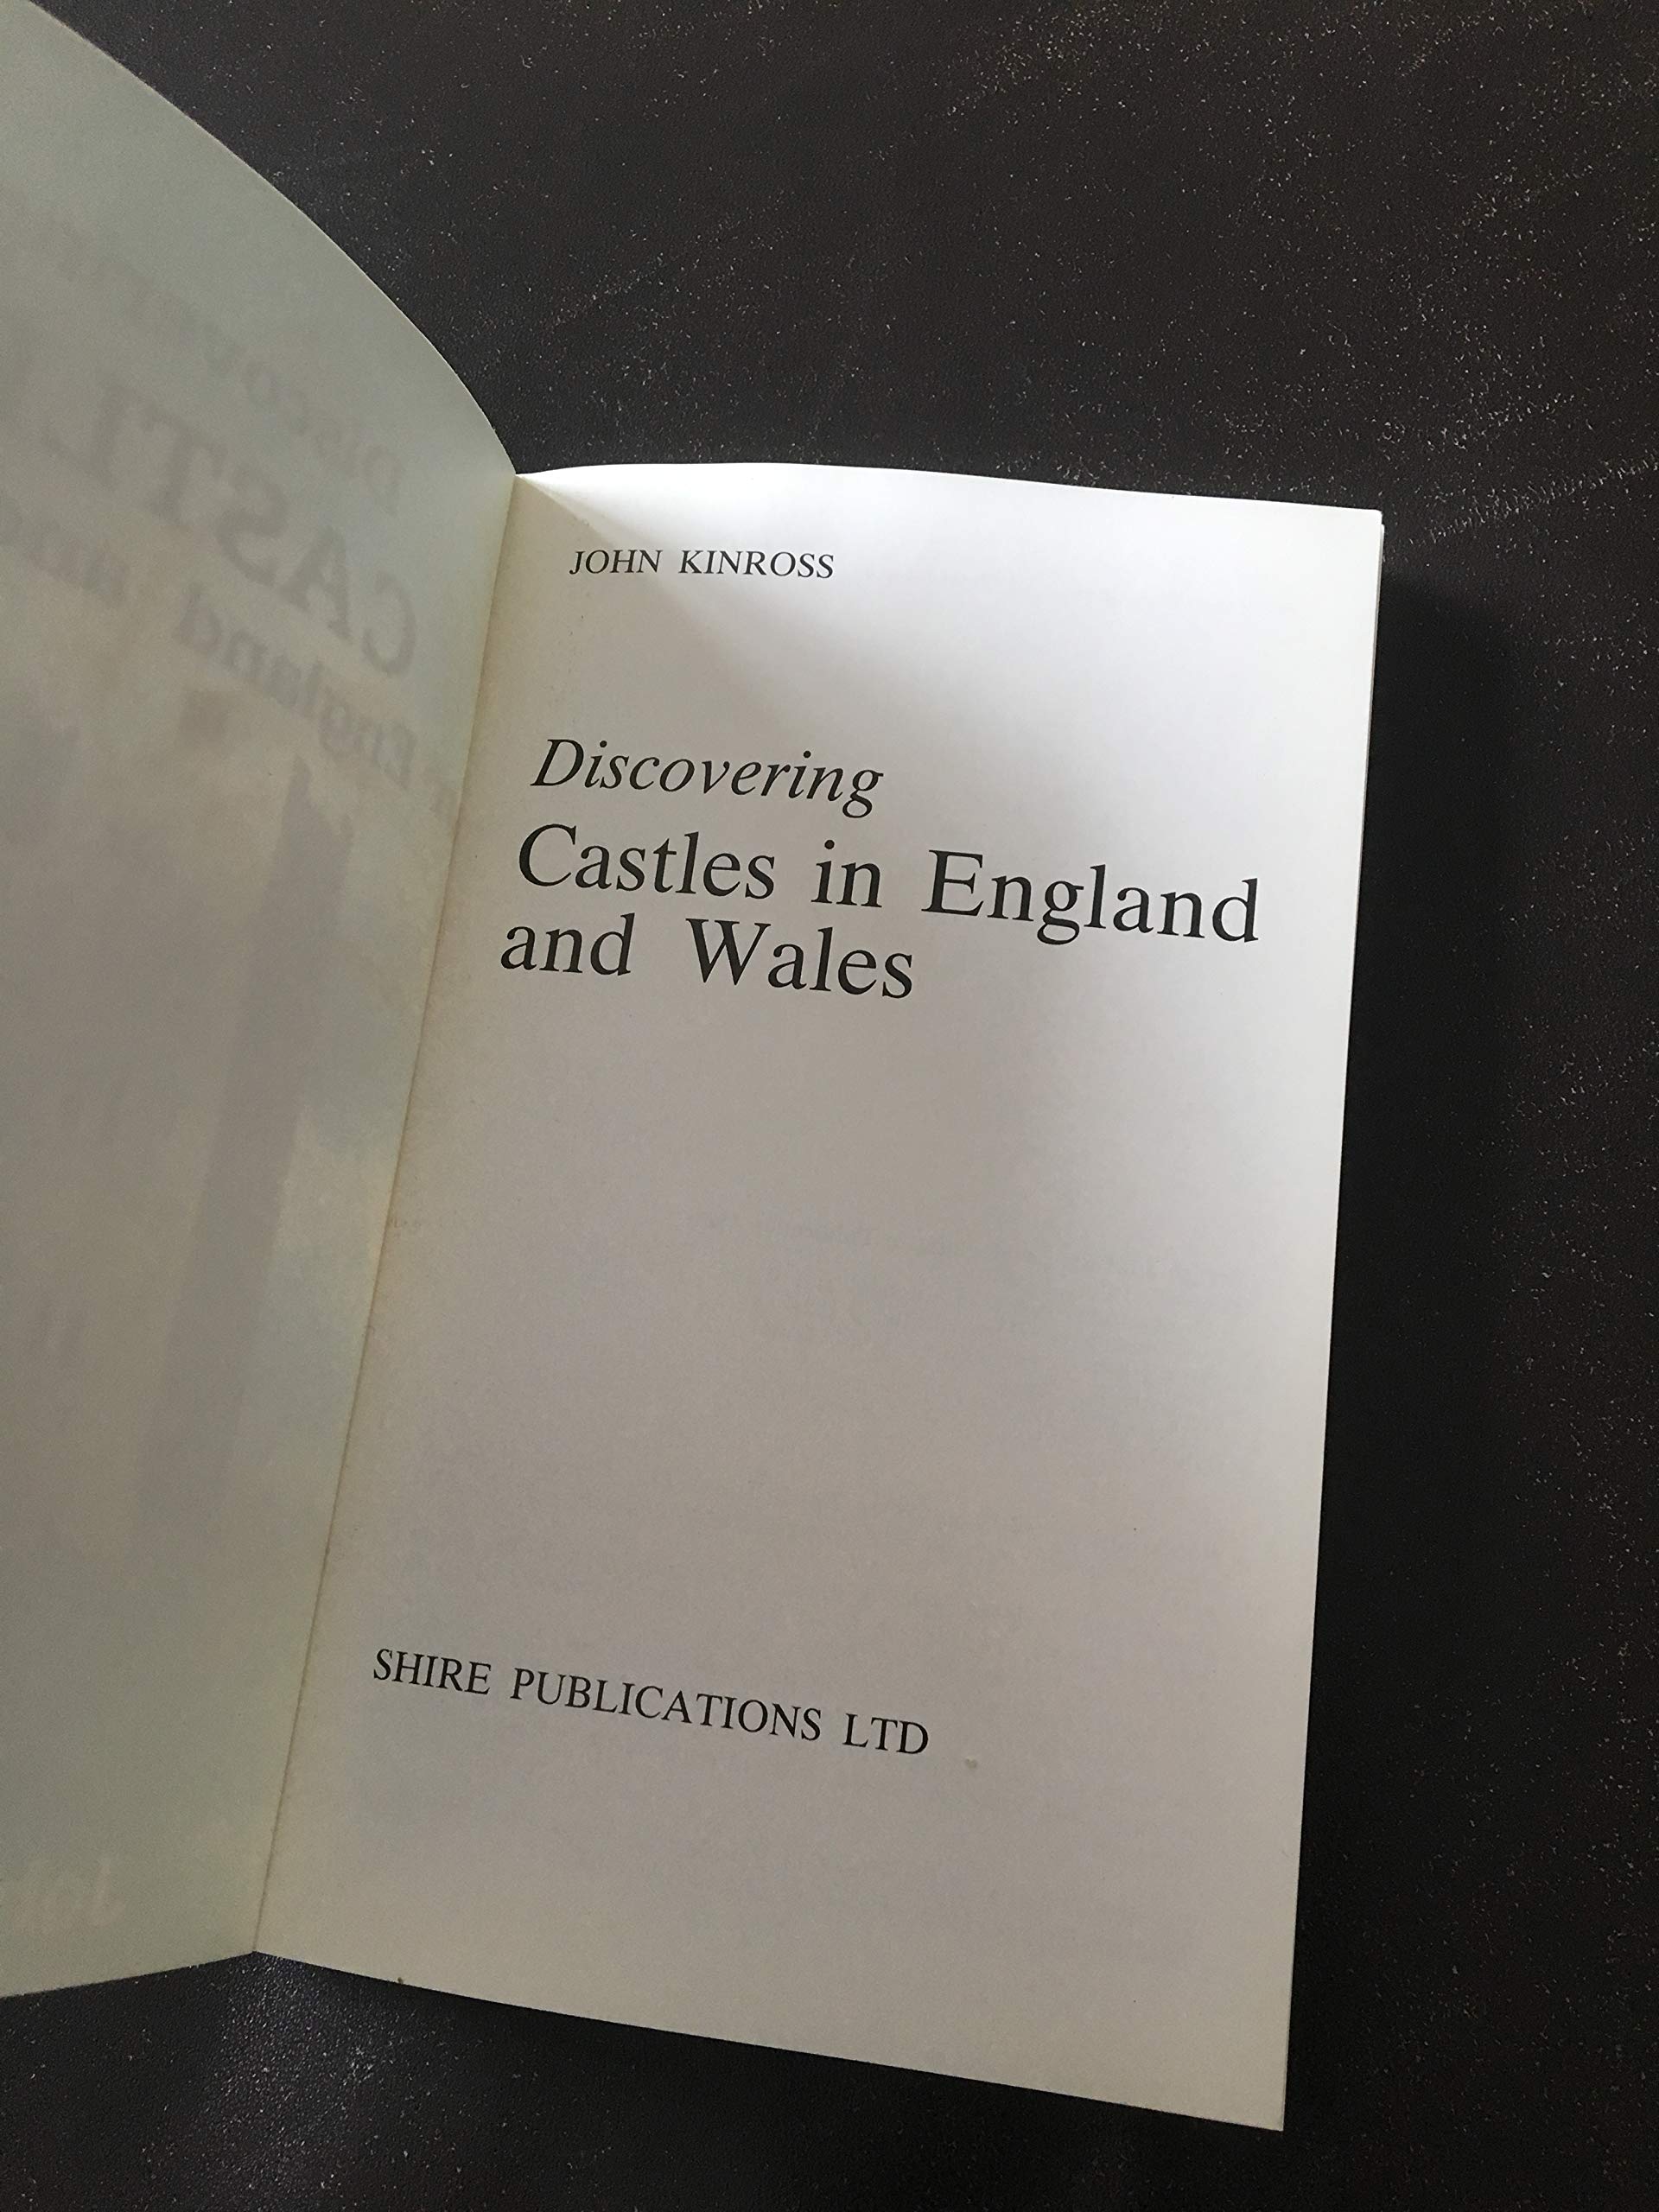 JOHN KINROSS
Discovering
Castles in England
and Wales
SHIRE PUBLICATIONS LTD